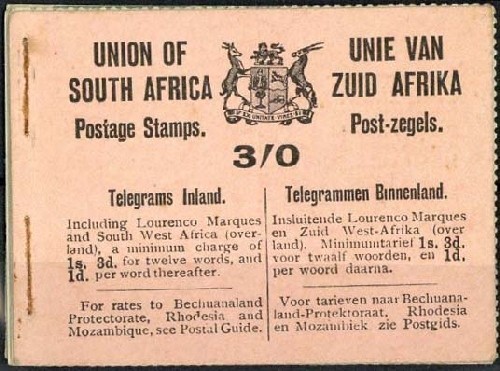 UNION OF
SOUTH AFRICA
Postage Stamps.
UNIE VAN
ZUID AFRIKA
Post-zegels.
EX UNITATE VIRES
3/0
Telegrams Inland.
Including Lourenco Marques
and South West Africa (over-
land), a minimum charge of
1s. 3d. for twelve words, and
1d. per word thereafter.
For rates to Bechuanaland
Protectorate, Rhodesia and
Mozambique, see Postal Guide.
Telegrammen Binnenland.
Insluitende Lourenco Marques
en Zuid West-Afrika (over
land). Minimumtarief 1s. 3d.
voor twaalf woorden, en 1d.
per woord daarna.
Voor tarieven naar Bechuana-
land-Protektoraat, Rhodesia
en Mozambiek zie Postgids.